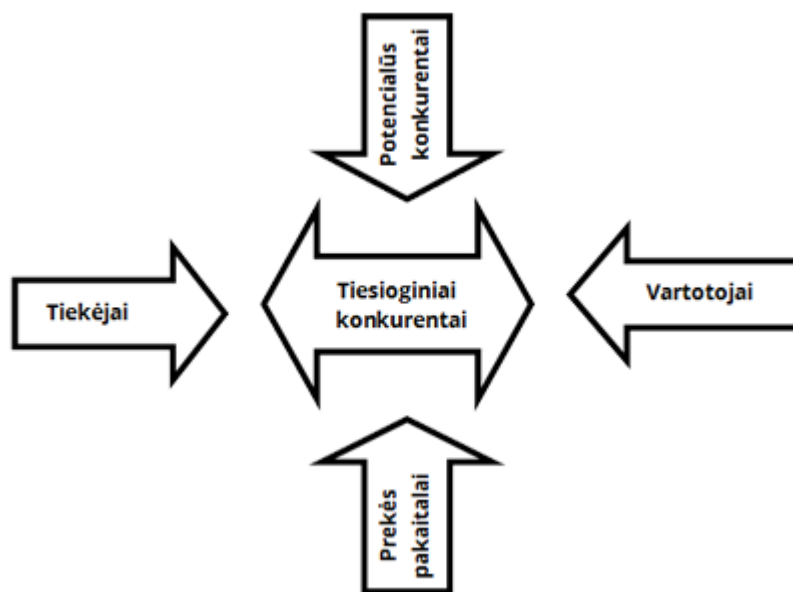 Potencialūs
konkurentai
Tiekėjai
Tiesioginiai
konkurentai
Vartotojai
Prekės
pakaitalai